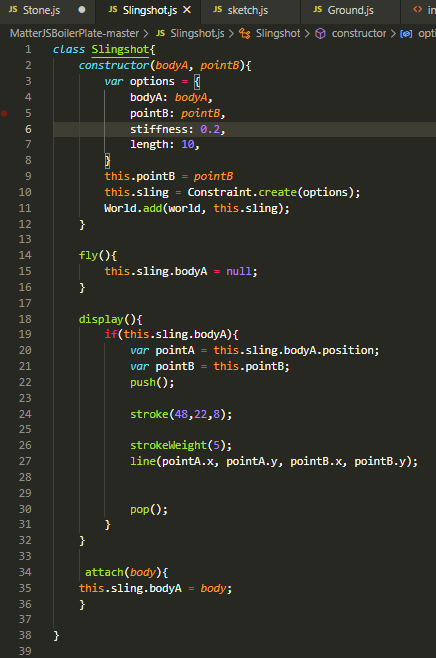 JS Stone.js JS Slingshot.js JS sketch.js JS Ground.js in
MatterJSBoilerPlate-master > JS Slingshot.js > Slingshot > constructor > opti
1 class Slingshot{
2 constructor(bodyA, pointB){
3 var options = {
4 bodyA: bodyA,
5 pointB: pointB,
6 stiffness: 0.2,
7 length: 10,
8 }
9 this.pointB = pointB
10 this.sling = Constraint.create(options);
11 World.add(world, this.sling);
12 }
13
14 fly(){
15 this.sling.bodyA = null;
16 }
17
18 display(){
19 if(this.sling.bodyA){
20 var pointA = this.sling.bodyA.position;
21 var pointB = this.pointB;
22 push();
23
24 stroke(48,22,8);
25
26 strokeWeight(5);
27 line(pointA.x, pointA.y, pointB.x, pointB.y);
28
29
30 pop();
31 }
32 }
33
34 attach(body){
35 this.sling.bodyA = body;
36 }
37
38 }
39